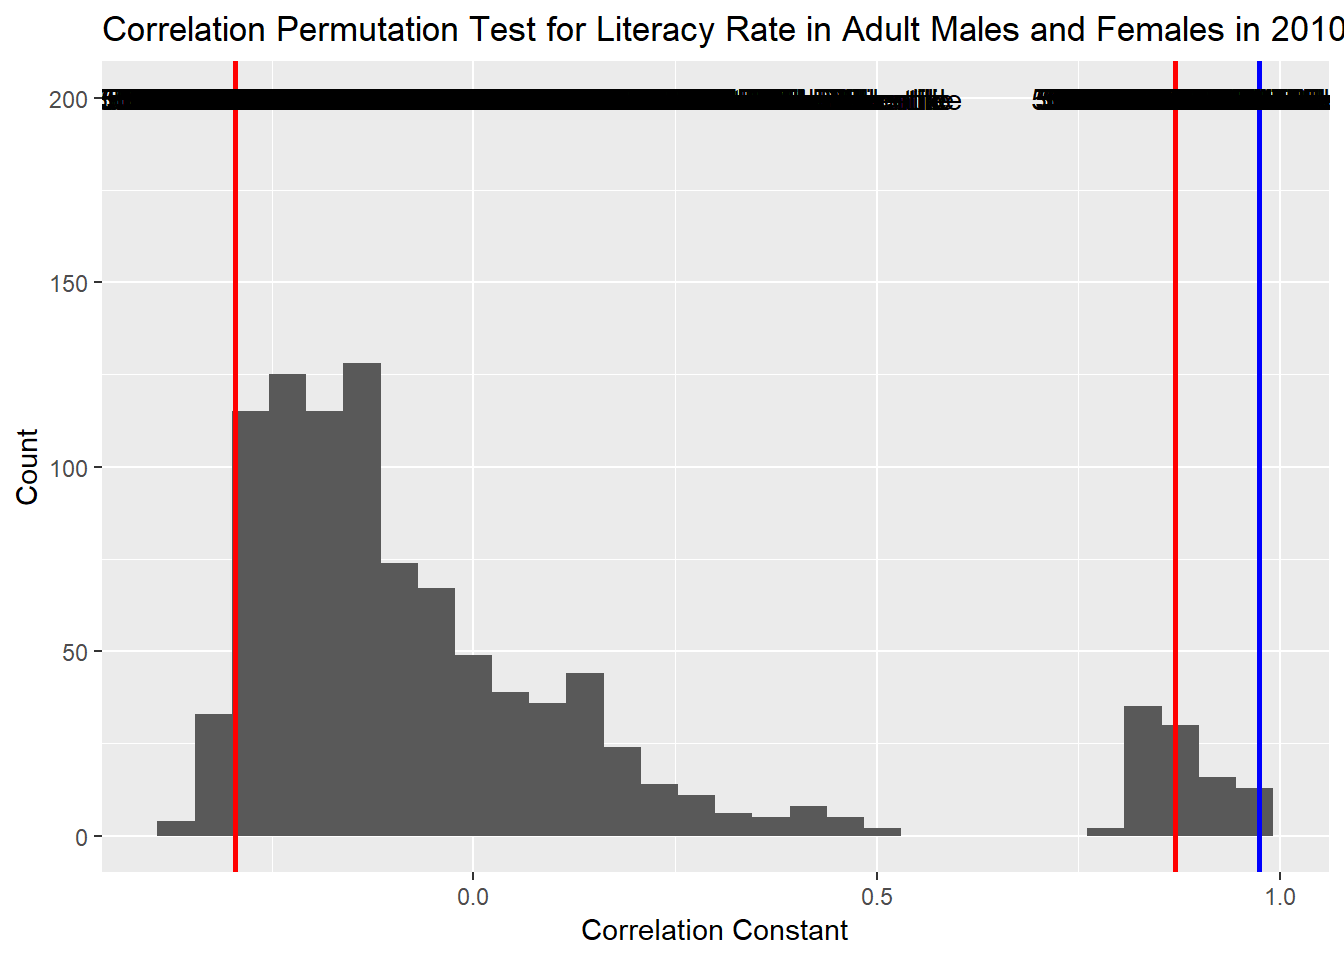 Correlation Permutation Test for Literacy Rate in Adult Males and Females in 2010
200
150
100
50
0
Count
0.0
0.5
1.0
Correlation Constant